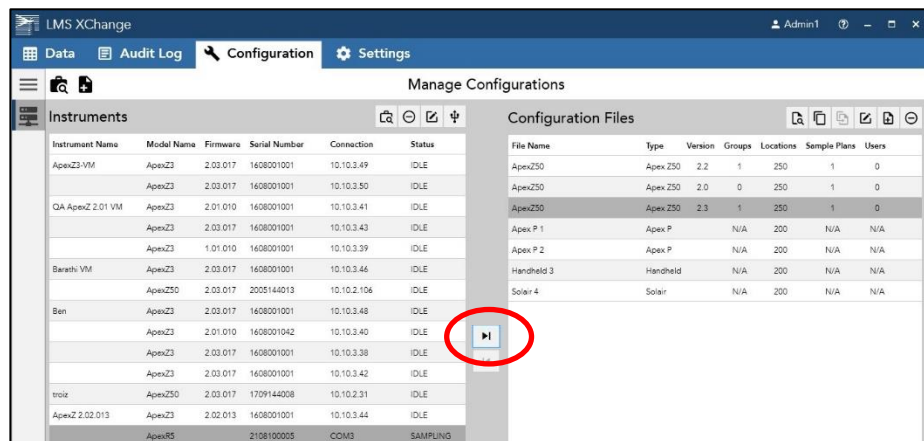 LMS XChange Admin1
Data Audit Log Configuration Settings
Manage Configurations
Instruments
Instrument Name Model Name Firmware Serial Number Connection Status
ApexZ3-VM ApexZ3 2.03.017 1608001001 10.10.3.49 IDLE
ApexZ3 2.03.017 1608001001 10.10.3.50 IDLE
QA ApexZ 2.01 VM ApexZ3 2.01.010 1608001001 10.10.3.41 IDLE
ApexZ3 2.03.017 1608001001 10.10.3.43 IDLE
ApexZ3 1.01.010 1608001001 10.10.3.39 IDLE
Barathi VM ApexZ3 2.03.017 1608001001 10.10.3.46 IDLE
ApexZ50 2.03.017 2005144013 10.10.2.106 IDLE
Ben ApexZ3 2.03.017 1608001001 10.10.3.48 IDLE
ApexZ3 2.01.010 1608001042 10.10.3.40 IDLE
ApexZ3 2.03.017 1608001001 10.10.3.38 IDLE
ApexZ3 2.03.017 1608001001 10.10.3.42 IDLE
troiz ApexZ50 2.03.017 1709144008 10.10.2.31 IDLE
ApexZ 2.02.013 ApexZ3 2.02.013 1608001001 10.10.3.44 IDLE
ApexR5 2108100005 COM3 SAMPLING
Configuration Files
File Name Type Version Groups Locations Sample Plans Users
ApexZ50 Apex Z50 2.2 1 250 1 0
ApexZ50 Apex Z50 2.0 0 250 1 0
ApexZ50 Apex Z50 2.3 1 250 1 0
Apex P 1 Apex P N/A 200 N/A N/A
Apex P 2 Apex P N/A 200 N/A N/A
Handheld 3 Handheld N/A 200 N/A N/A
Solair 4 Solair N/A 200 N/A N/A